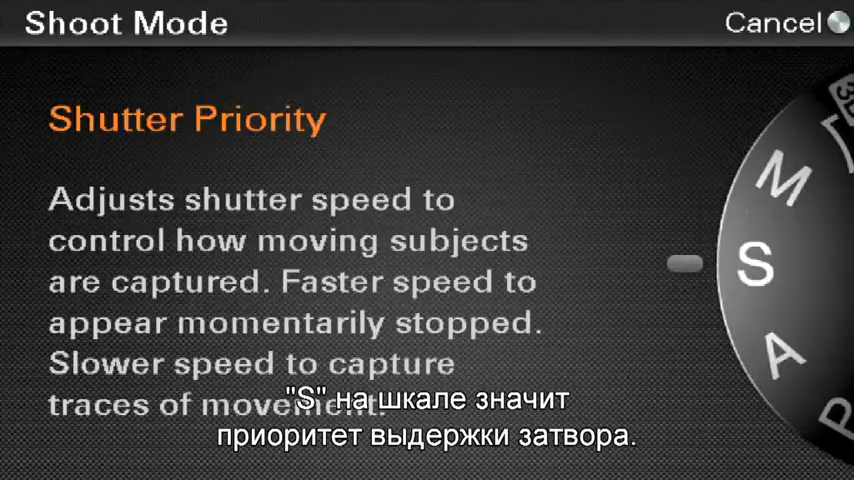 Shoot Mode
Cancel
Shutter Priority
Adjusts shutter speed to
control how moving subjects
are captured. Faster speed to
appear momentarily stopped.
Slower speed to capture
traces of movement.
M
S
A
P
"S" на шкале значит
приоритет выдержки затвора.